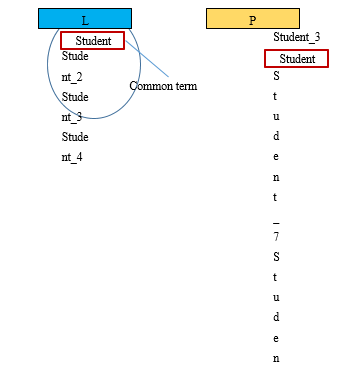 L
Student
Stude
nt_2
Stude
nt_3
Stude
nt_4
Common term
P
Student_3
Student
S
t
u
d
e
n
t
_
7
S
t
u
d
e
n